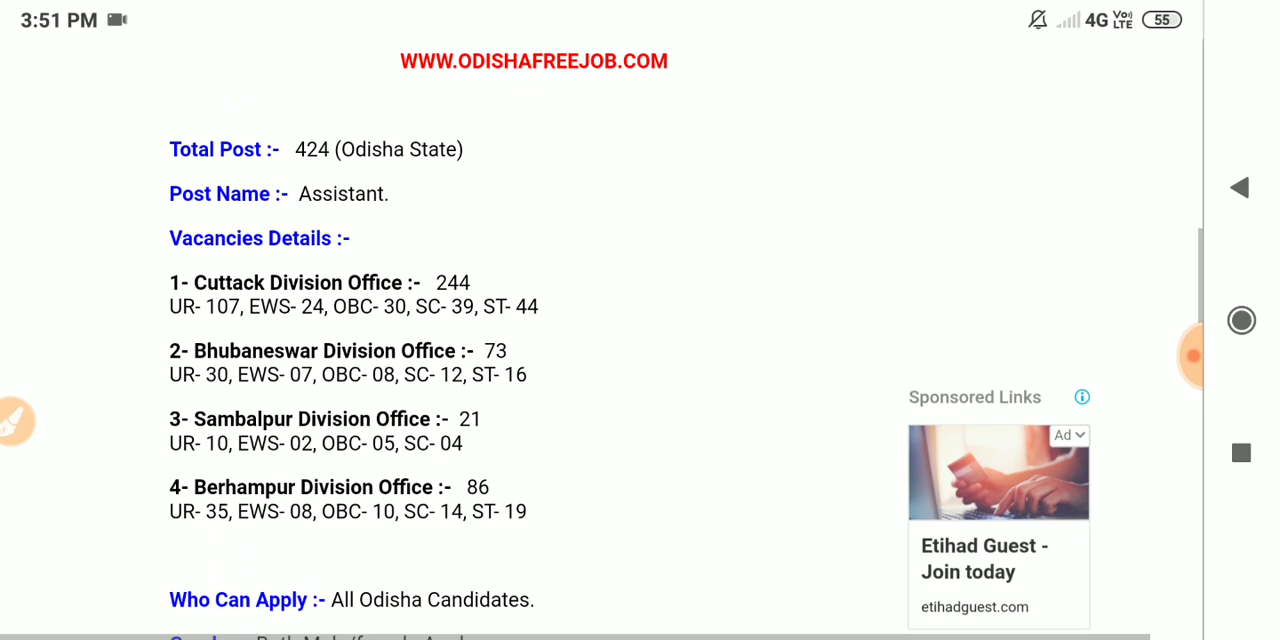 3:51 PM
4G Vo)) LTE 55
WWW.ODISHAFREEJOB.COM
Total Post :- 424 (Odisha State)
Post Name :- Assistant.
Vacancies Details :-
1- Cuttack Division Office :- 244
UR- 107, EWS- 24, OBC- 30, SC- 39, ST- 44
2- Bhubaneswar Division Office :- 73
UR- 30, EWS- 07, OBC- 08, SC- 12, ST- 16
3- Sambalpur Division Office :- 21
UR- 10, EWS- 02, OBC- 05, SC- 04
4- Berhampur Division Office :- 86
UR- 35, EWS- 08, OBC- 10, SC- 14, ST- 19
Who Can Apply :- All Odisha Candidates.
Sponsored Links
Ad
Etihad Guest -
Join today
etihadguest.com